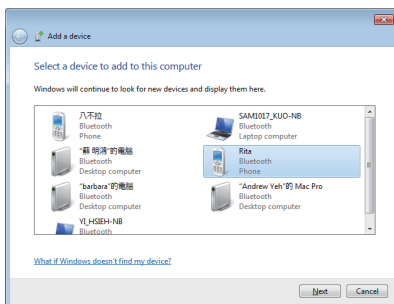 Add a device
Select a device to add to this computer
Windows will continue to look for new devices and display them here.
八不拉
Bluetooth
Phone
SAM1017_KUO-NB
Bluetooth
Laptop computer
"蘇 明鴻"的電腦
Bluetooth
Desktop computer
Rita
Bluetooth
Phone
"barbara"的電腦
Bluetooth
Desktop computer
"Andrew Yeh"的 Mac Pro
Bluetooth
Desktop computer
YI_HSIEH-NB
Bluetooth
What if Windows doesn't find my device?
Next
Cancel